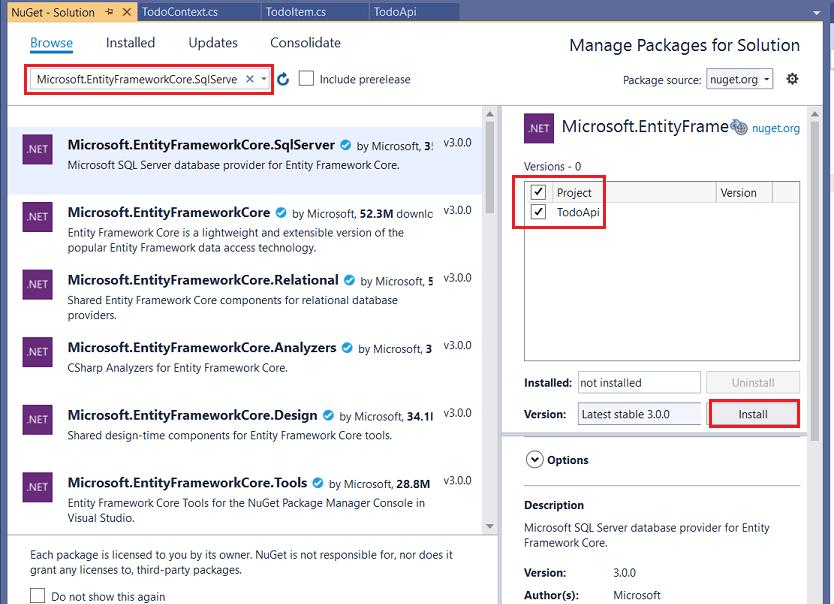 NuGet - Solution
TodoContext.cs
TodoItem.cs
TodoApi
Browse
Installed
Updates
Consolidate
Manage Packages for Solution
Microsoft.EntityFrameworkCore.SqlServe
Include prerelease
Package source: nuget.org
.NET
Microsoft.EntityFrameworkCore.SqlServer by Microsoft, v3.0.0
Microsoft SQL Server database provider for Entity Framework Core.
.NET
Microsoft.EntityFrameworkCore by Microsoft, 52.3M downlo v3.0.0
Entity Framework Core is a lightweight and extensible version of the
popular Entity Framework data access technology.
.NET
Microsoft.EntityFrameworkCore.Relational by Microsoft, 5 v3.0.0
Shared Entity Framework Core components for relational database
providers.
.NET
Microsoft.EntityFrameworkCore.Analyzers by Microsoft, 3 v3.0.0
CSharp Analyzers for Entity Framework Core.
.NET
Microsoft.EntityFrameworkCore.Design by Microsoft, 34.1 v3.0.0
Shared design-time components for Entity Framework Core tools.
.NET
Microsoft.EntityFrameworkCore.Tools by Microsoft, 28.8M v3.0.0
Entity Framework Core Tools for the NuGet Package Manager Console in
Visual Studio.
Each package is licensed to you by its owner. NuGet is not responsible for, nor does it
grant any licenses to, third-party packages.
Do not show this again
.NET
Microsoft.EntityFrame
nuget.org
Versions - 0
Project
Version
TodoApi
Installed: not installed
Uninstall
Version: Latest stable 3.0.0
Install
Options
Description
Microsoft SQL Server database provider for Entity
Framework Core.
Version: 3.0.0
Author(s): Microsoft